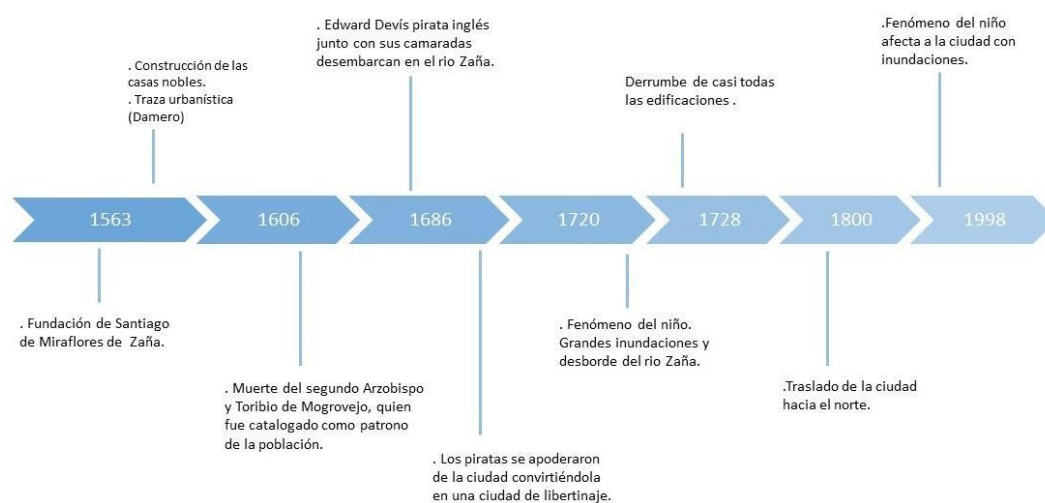 . Edward Devís pirata inglés
junto con sus camaradas
desembarcan en el rio Zaña.
.Fenómeno del niño
afecta a la ciudad con
inundaciones.
. Construcción de las
casas nobles.
. Traza urbanística
(Damero)
Derrumbe de casi todas
las edificaciones .
1563
1606
1686
1720
1728
1800
1998
. Fundación de Santiago
de Miraflores de Zaña.
. Fenómeno del niño.
Grandes inundaciones y
desborde del rio Zaña.
. Muerte del segundo Arzobispo
y Toribio de Mogrovejo, quien
fue catalogado como patrono
de la población.
.Traslado de la ciudad
hacia el norte.
. Los piratas se apoderaron
de la ciudad convirtiéndola
en una ciudad de libertinaje.